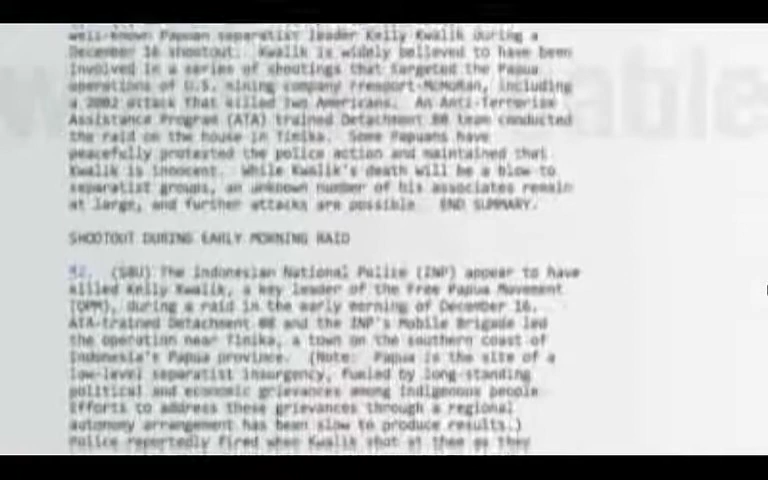 well-known Papuan separatist leader Kelly Kwalik during a
December 16 shootout. Kwalik is widely believed to have been
involved in a series of shootings that targeted the Papua
operations of U.S. mining company Freeport-McMoRan, including
a 2002 attack that killed two Americans. An Anti-Terrorism
Assistance Program (ATA) trained Detachment 88 team conducted
the raid on the house in Timika. Some Papuans have
peacefully protested the police action and maintained that
Kwalik is innocent. While Kwalik's death will be a blow to
separatist groups, an unknown number of his associates remain
at large, and further attacks are possible. END SUMMARY.
SHOOTOUT DURING EARLY MORNING RAID
¶2. (SBU) The Indonesian National Police (INP) appear to have
killed Kelly Kwalik, a key leader of the Free Papua Movement
(OPM), during a raid in the early morning of December 16.
ATA-trained Detachment 88 and the INP's Mobile Brigade led
the operation near Timika, a town on the southern coast of
Indonesia's Papua province. (Note: Papua is the site of a
low-level separatist insurgency, fueled by long-standing
political and economic grievances among indigenous people.
Efforts to address these grievances through a regional
autonomy arrangement has been slow to produce results.)
Police reportedly fired when Kwalik shot at them as they